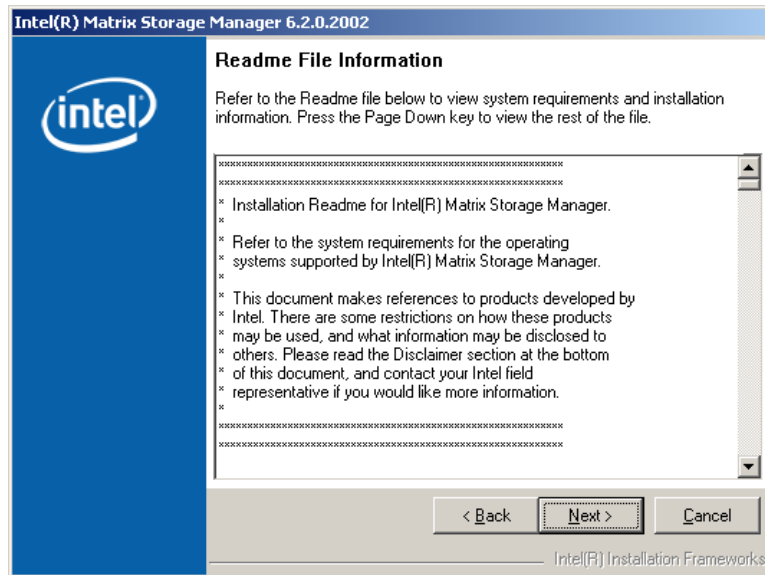 Intel(R) Matrix Storage Manager 6.2.0.2002
intel
Readme File Information
Refer to the Readme file below to view system requirements and installation
information. Press the Page Down key to view the rest of the file.
************************************************************
************************************************************
* Installation Readme for Intel(R) Matrix Storage Manager.
*
* Refer to the system requirements for the operating
* systems supported by Intel(R) Matrix Storage Manager.
*
* This document makes references to products developed by
* Intel. There are some restrictions on how these products
* may be used, and what information may be disclosed to
* others. Please read the Disclaimer section at the bottom
* of this document, and contact your Intel field
* representative if you would like more information.
*
************************************************************
************************************************************
< Back Next > Cancel
Intel(R) Installation Frameworks